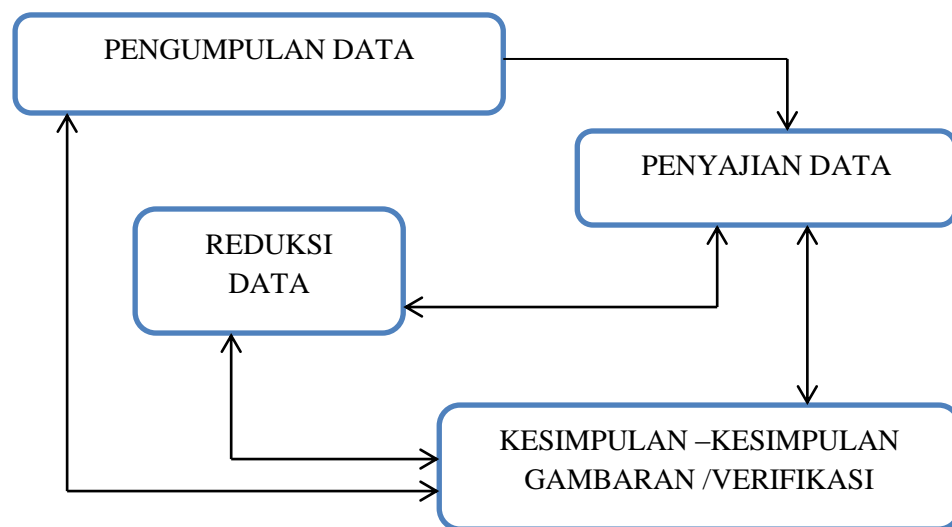 PENGUMPULAN DATA
PENYAJIAN DATA
REDUKSI
DATA
KESIMPULAN –KESIMPULAN
GAMBARAN /VERIFIKASI